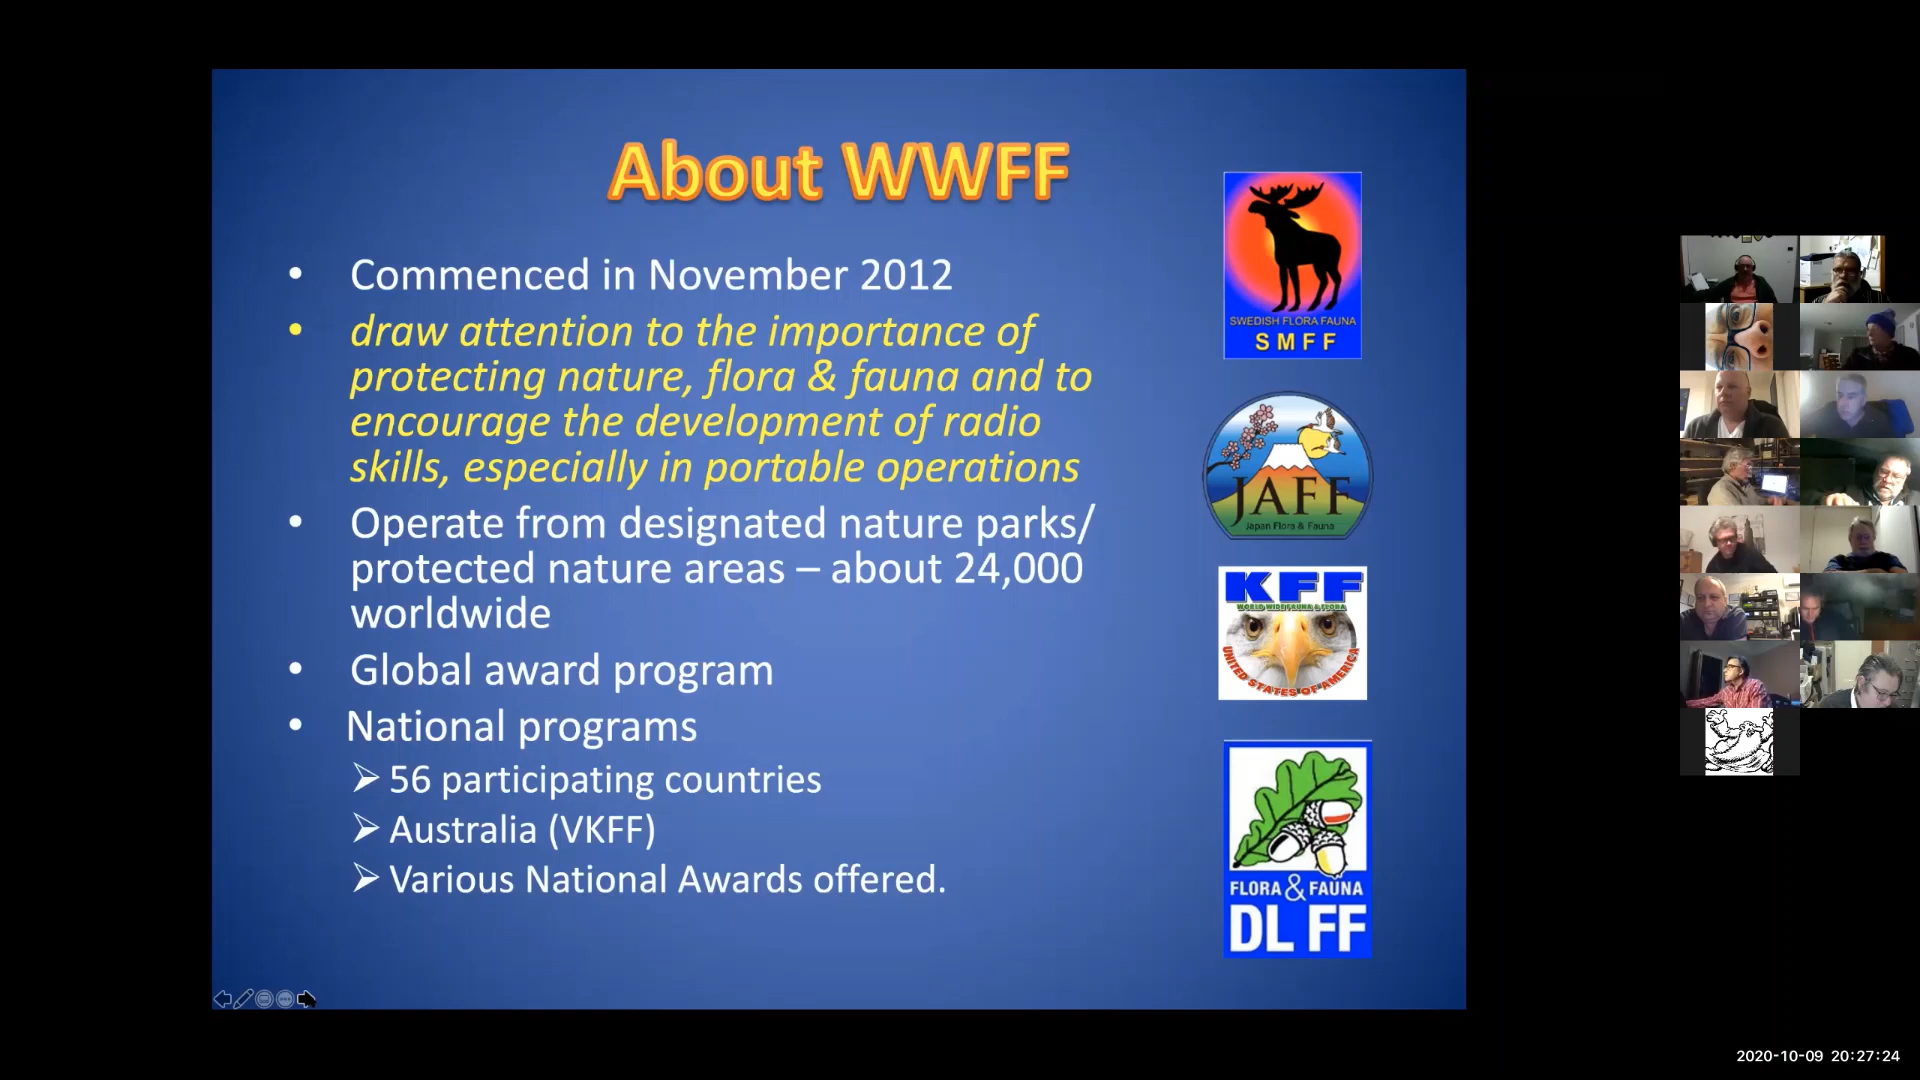 About WWFF
• Commenced in November 2012
• draw attention to the importance of
protecting nature, flora & fauna and to
encourage the development of radio
skills, especially in portable operations
• Operate from designated nature parks/
protected nature areas – about 24,000
worldwide
• Global award program
• National programs
➢ 56 participating countries
➢ Australia (VKFF)
➢ Various National Awards offered.
SWEDISH FLORA FAUNA
SMFF
JAFF
Japan Flora & Fauna
KFF
WORLD WIDE FAUNA & FLORA
UNITED STATES OF AMERICA
FLORA & FAUNA
DL FF
2020-10-09 20:27:24